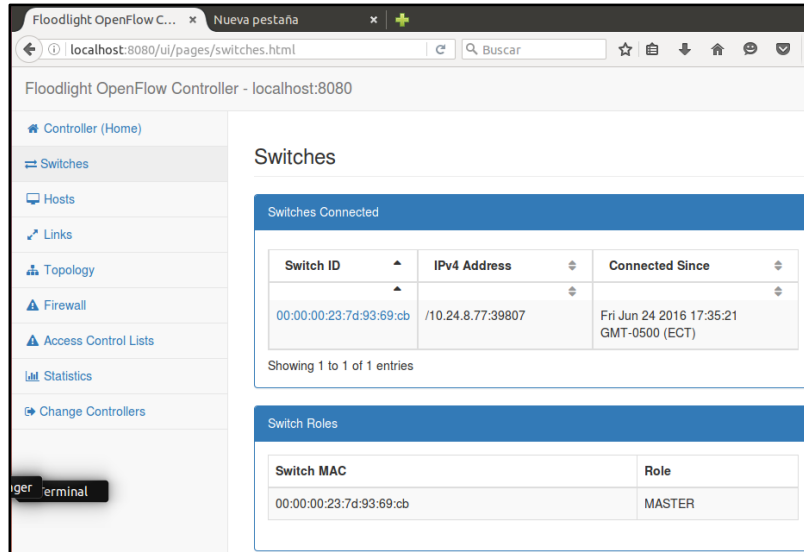 Floodlight OpenFlow C... × Nueva pestaña ×
localhost:8080/ui/pages/switches.html Buscar
Floodlight OpenFlow Controller - localhost:8080
Controller (Home)
Switches
Hosts
Links
Topology
Firewall
Access Control Lists
Statistics
Change Controllers
ger Terminal
Switches
Switches Connected
Switch ID IPv4 Address Connected Since
00:00:00:23:7d:93:69:cb /10.24.8.77:39807 Fri Jun 24 2016 17:35:21
GMT-0500 (ECT)
Showing 1 to 1 of 1 entries
Switch Roles
Switch MAC Role
00:00:00:23:7d:93:69:cb MASTER